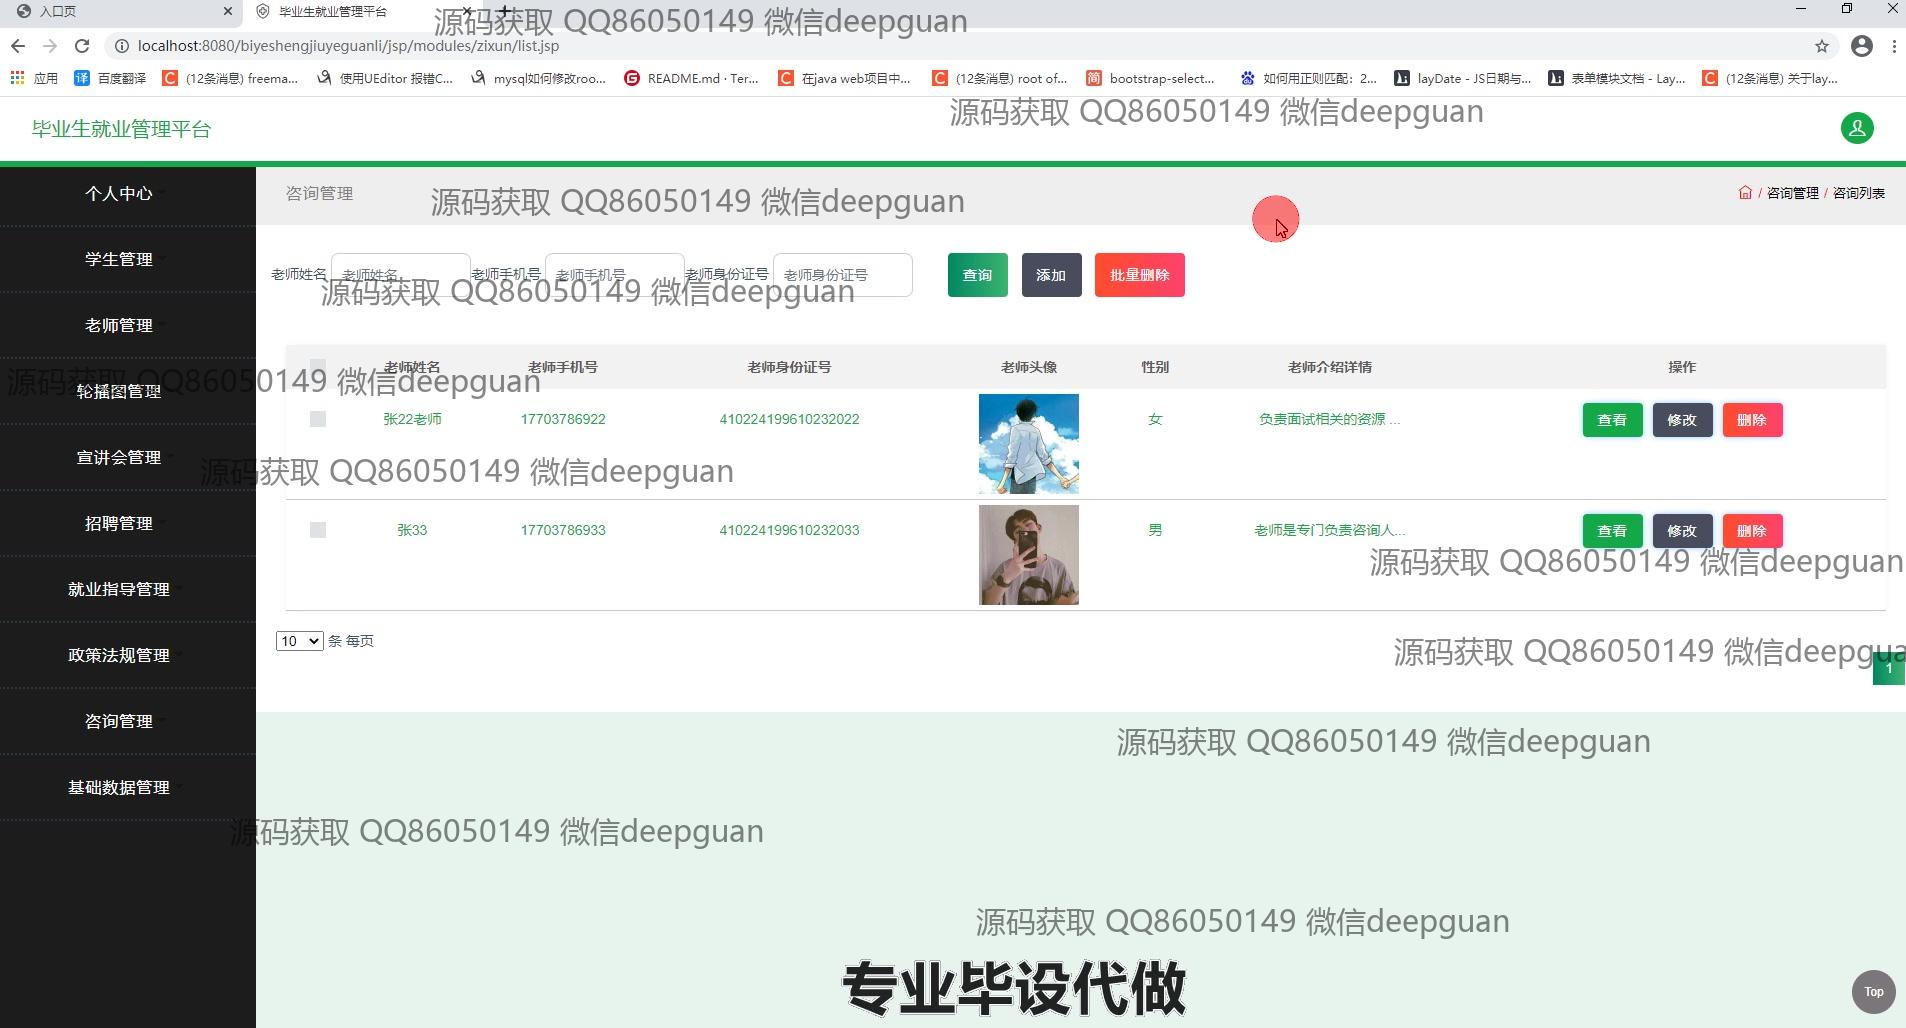 入口页
毕业生就业管理平台
源码获取 QQ86050149 微信deepguan
localhost:8080/biyeshengjiuyeguanli/jsp/modules/zixun/list.jsp
应用
百度翻译
(12条消息) freema...
使用UEditor 报错C...
mysql如何修改roo...
README.md · Ter...
在java web项目中...
(12条消息) root of...
bootstrap-select...
如何用正则匹配：2...
layDate - JS日期与...
表单模块文档 - Lay...
(12条消息) 关于lay...
源码获取 QQ86050149 微信deepguan
毕业生就业管理平台
个人中心
学生管理
老师管理
轮播图管理
宣讲会管理
招聘管理
就业指导管理
政策法规管理
咨询管理
基础数据管理
咨询管理
源码获取 QQ86050149 微信deepguan
/ 咨询管理 / 咨询列表
老师姓名 老师姓名 老师手机号 老师手机号 老师身份证号 老师身份证号 查询 添加 批量删除
源码获取 QQ86050149 微信deepguan
老师姓名 老师手机号 老师身份证号 老师头像 性别 老师介绍详情 操作
源码获取 QQ86050149 微信deepguan
张22老师 17703786922 410224199610232022 女 负责面试相关的资源 ... 查看 修改 删除
源码获取 QQ86050149 微信deepguan
张33 17703786933 410224199610232033 男 老师是专门负责咨询人... 查看 修改 删除
源码获取 QQ86050149 微信deepguan
10 条 每页
源码获取 QQ86050149 微信deepgua
1
源码获取 QQ86050149 微信deepguan
源码获取 QQ86050149 微信deepguan
源码获取 QQ86050149 微信deepguan
专业毕设代做
Top